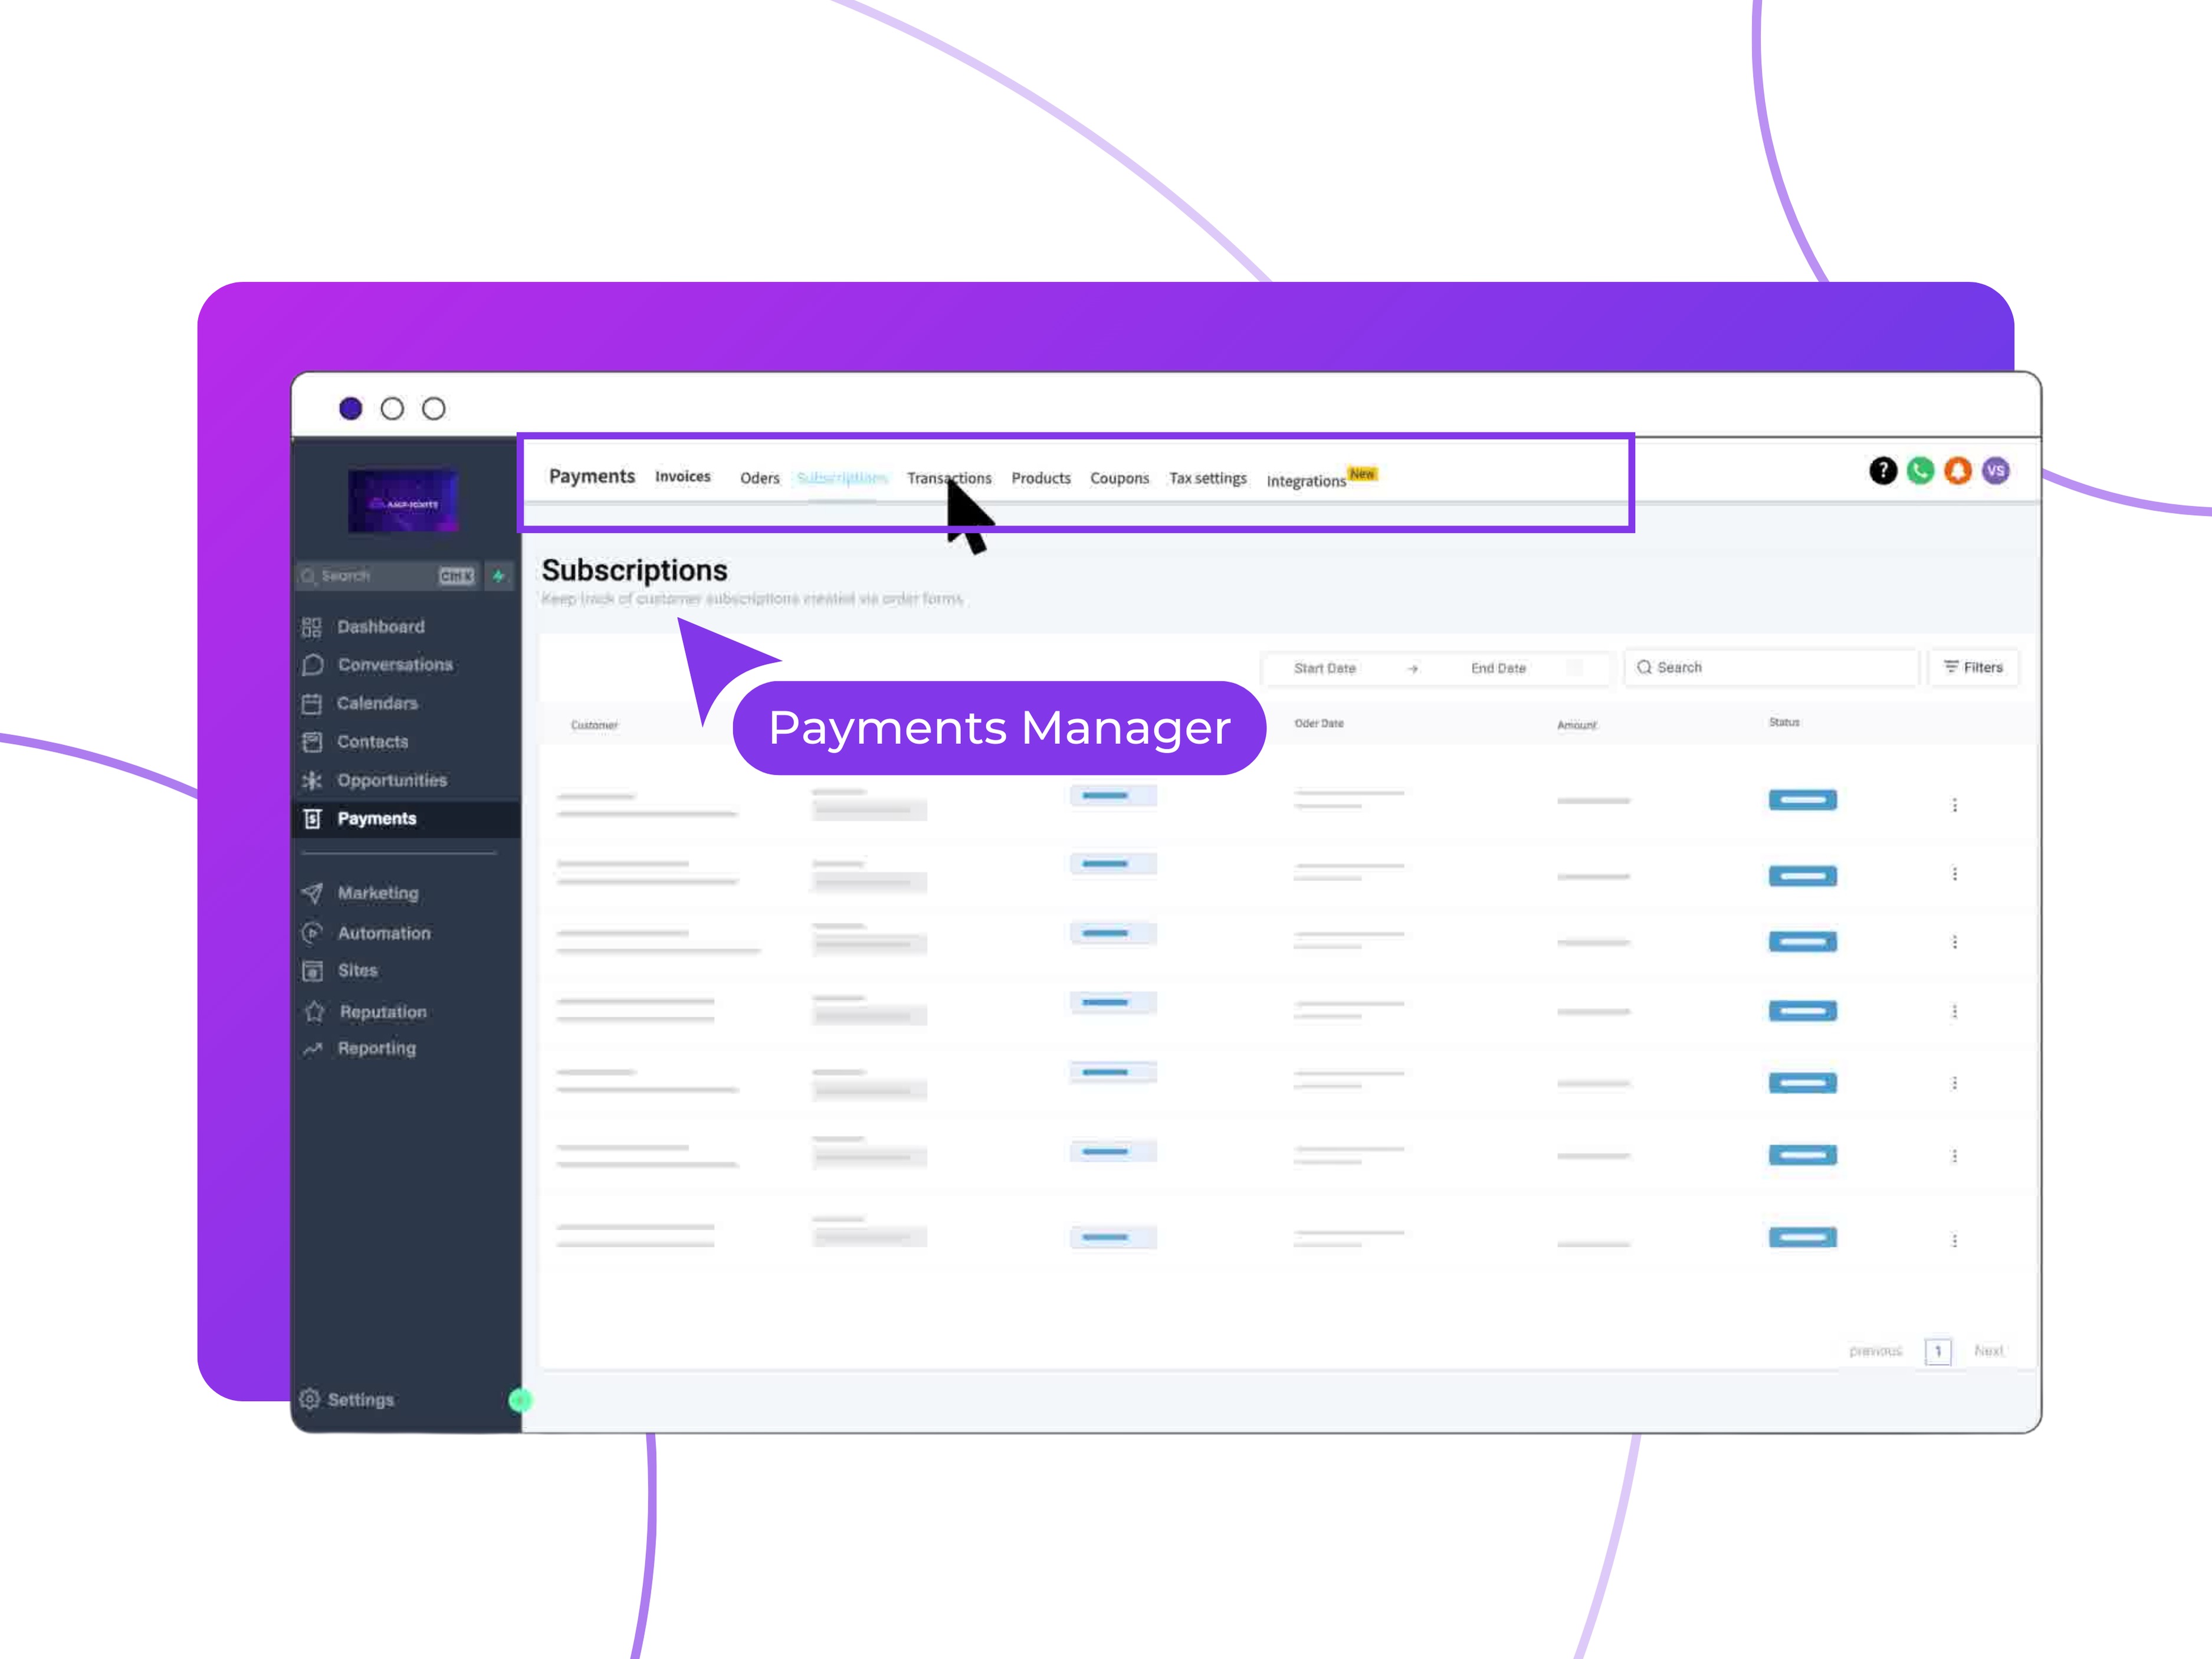 Payments Invoices Oders Subscriptions Transactions Products Coupons Tax settings Integrations New
? VS
AMP-IGNITE
Search Ctrl K
Dashboard
Conversations
Calendars
Contacts
Opportunities
Payments
Marketing
Automation
Sites
Reputation
Reporting
Settings
Subscriptions
Keep track of customer subscriptions created via order forms
Start Date → End Date Search Filters
Payments Manager
Customer Oder Date Amount Status
previous 1 Next